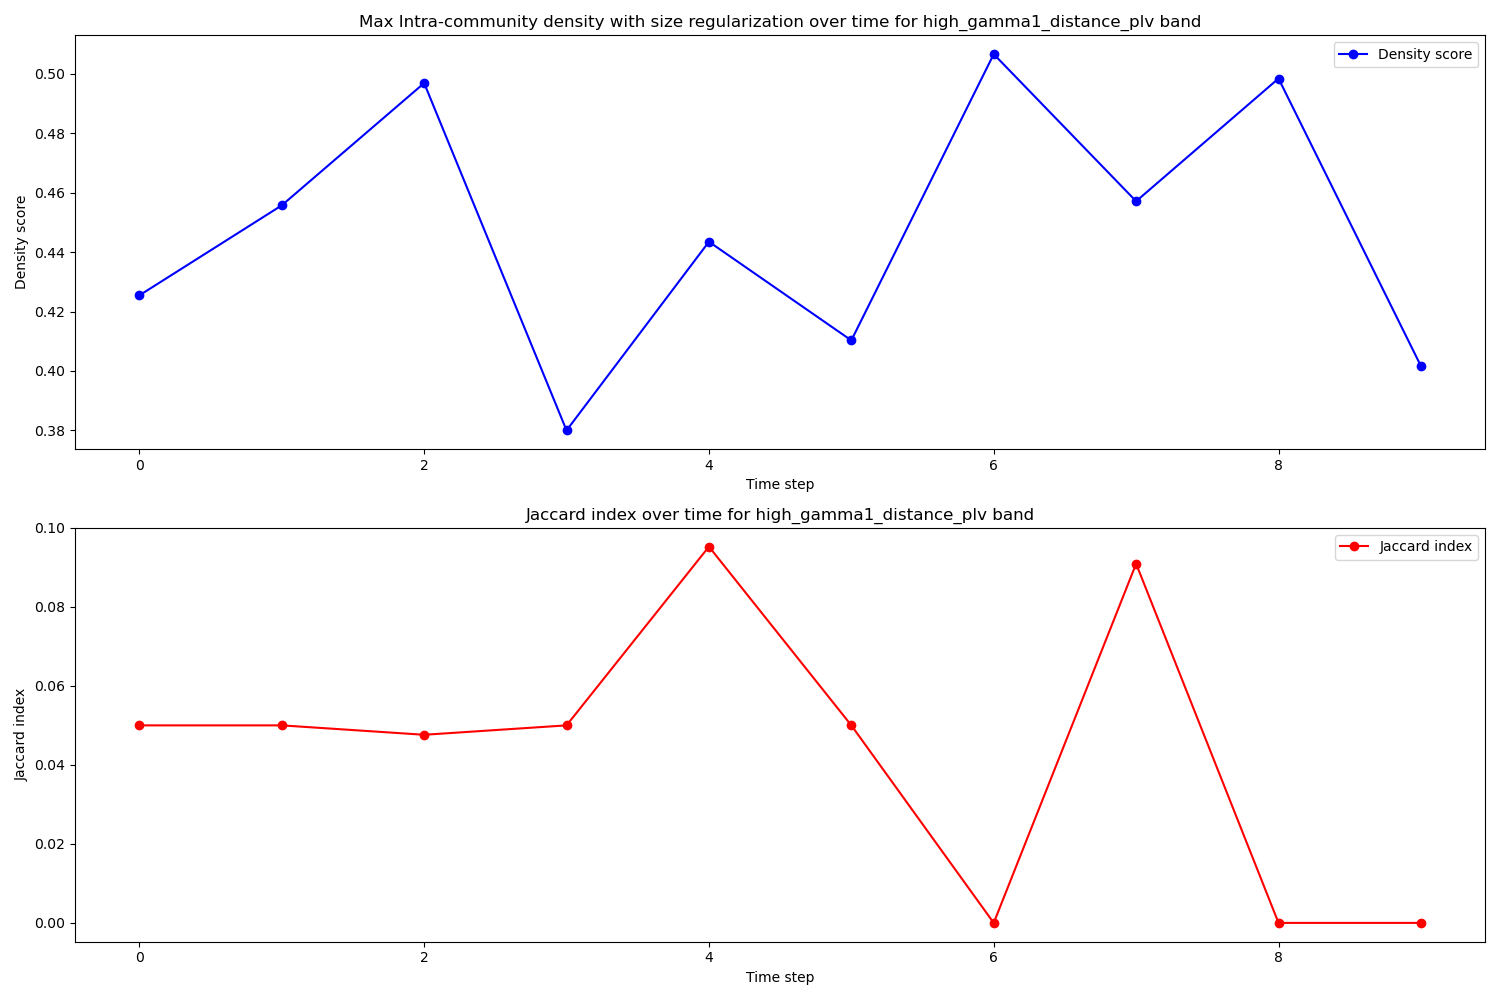 Max Intra-community density with size regularization over time for high_gamma1_distance_plv band
Density score
0.50
0.48
0.46
0.44
0.42
0.40
0.38
Density score
0 2 4 6 8
Time step
Jaccard index over time for high_gamma1_distance_plv band
Jaccard index
0.10
0.08
0.06
0.04
0.02
0.00
Jaccard index
0 2 4 6 8
Time step